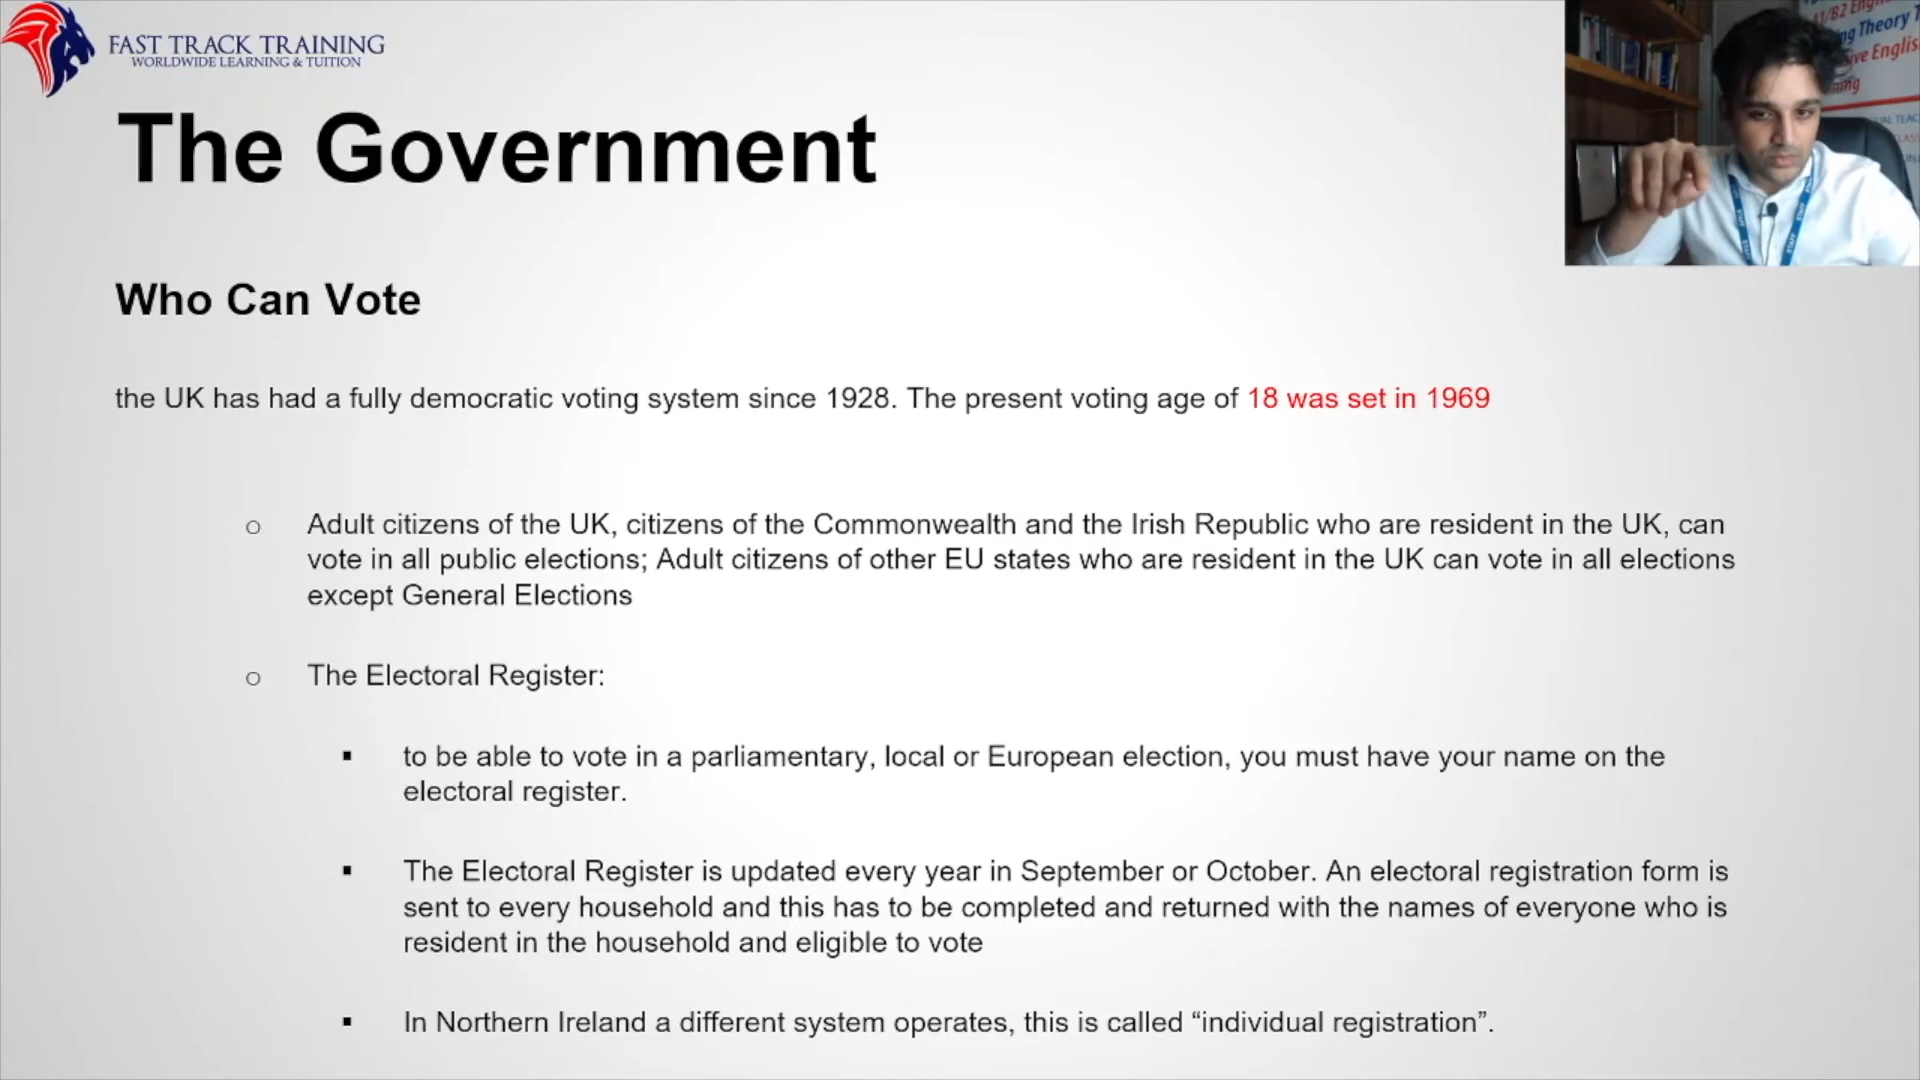 FAST TRACK TRAINING
WORLDWIDE LEARNING & TUITION
The Government
Who Can Vote
the UK has had a fully democratic voting system since 1928. The present voting age of 18 was set in 1969
Adult citizens of the UK, citizens of the Commonwealth and the Irish Republic who are resident in the UK, can
vote in all public elections; Adult citizens of other EU states who are resident in the UK can vote in all elections
except General Elections
The Electoral Register:
to be able to vote in a parliamentary, local or European election, you must have your name on the
electoral register.
The Electoral Register is updated every year in September or October. An electoral registration form is
sent to every household and this has to be completed and returned with the names of everyone who is
resident in the household and eligible to vote
In Northern Ireland a different system operates, this is called “individual registration”.
Theory
STAFF
STAFF